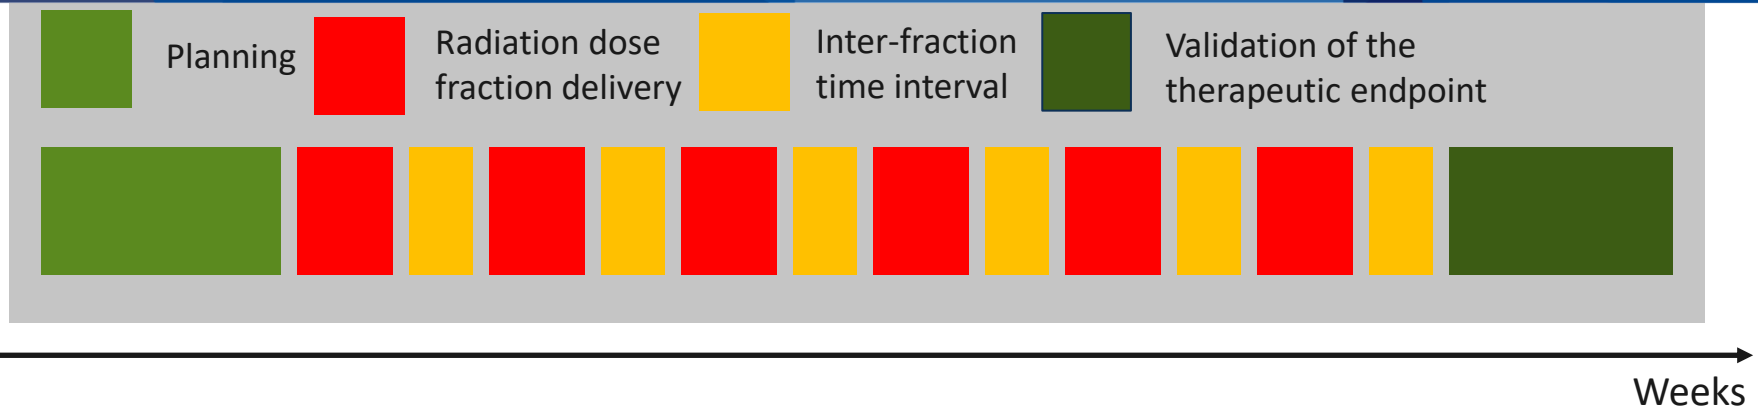 Planning
Radiation dose
fraction delivery
Inter-fraction
time interval
Validation of the
therapeutic endpoint
Weeks